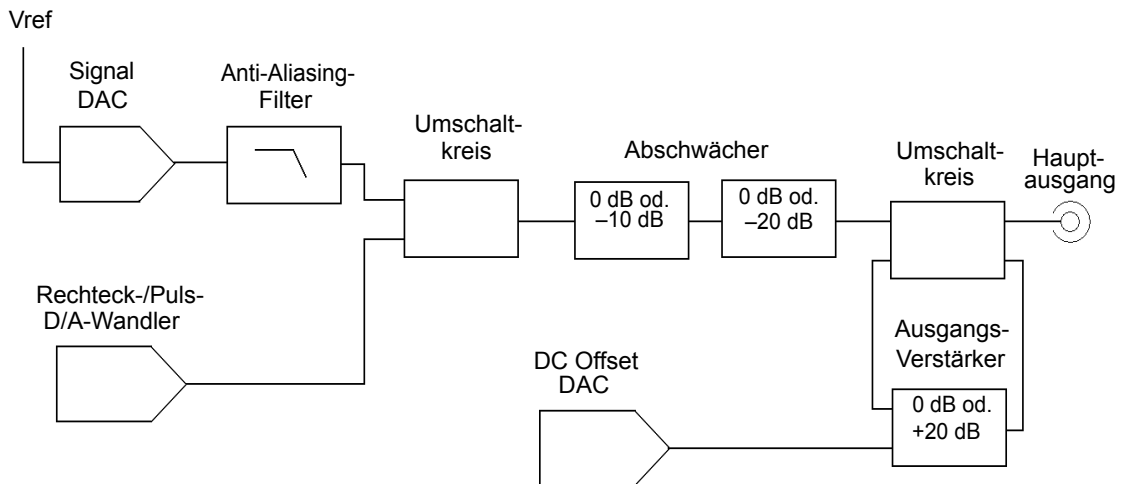 Vref
Signal
DAC
Anti-Aliasing-
Filter
Umschalt-
kreis
Abschwächer
Umschalt-
kreis
Haupt-
ausgang
0 dB od.
–10 dB
0 dB od.
–20 dB
Rechteck-/Puls-
D/A-Wandler
DC Offset
DAC
Ausgangs-
Verstärker
0 dB od.
+20 dB